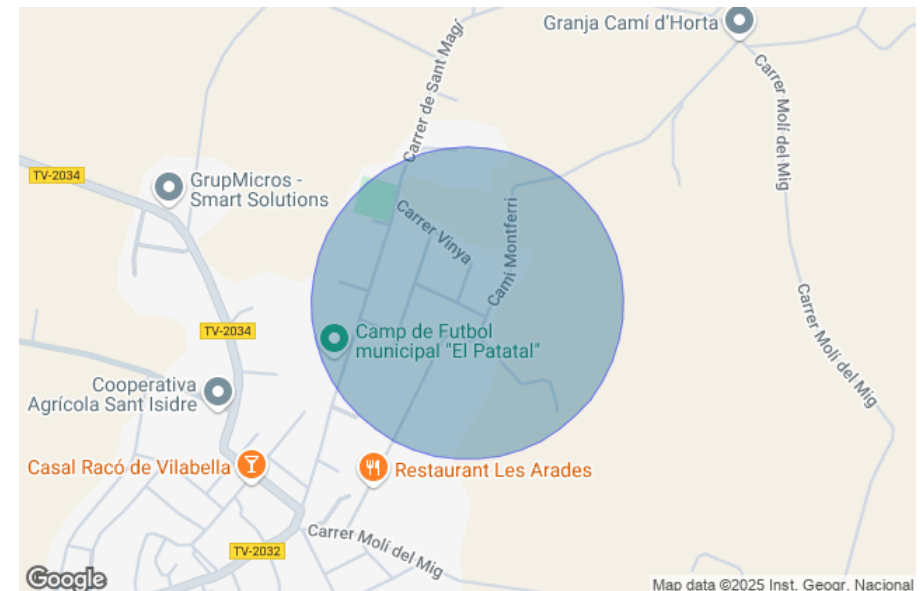 Granja Camí d'Horta
Carrer de Sant Magí
Carrer Molí del Mig
TV-2034
GrupMicros -
Smart Solutions
Carrer Vinya
Camí Montferri
Carrer Molí del Mig
TV-2034
Camp de Futbol
municipal "El Patatal"
Cooperativa
Agrícola Sant Isidre
Casal Racó de Vilabella
Restaurant Les Arades
Carrer Molí del Mig
TV-2032
Google
Map data ©2025 Inst. Geogr. Nacional